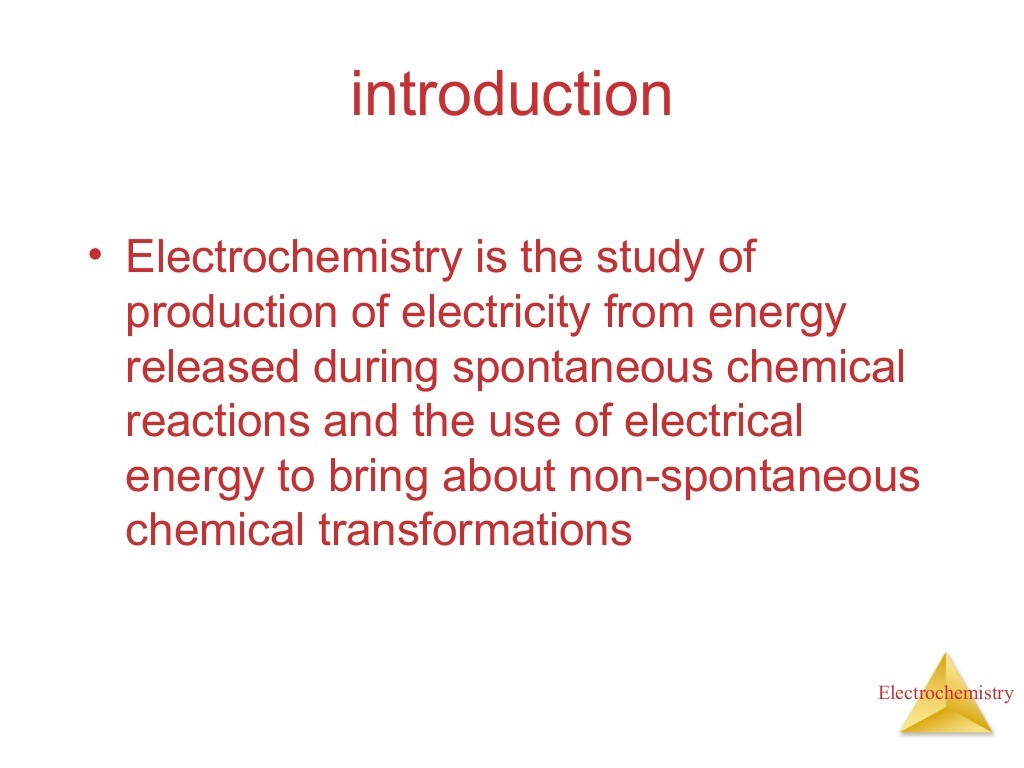 introduction
• Electrochemistry is the study of
production of electricity from energy
released during spontaneous chemical
reactions and the use of electrical
energy to bring about non-spontaneous
chemical transformations
Electrochemistry